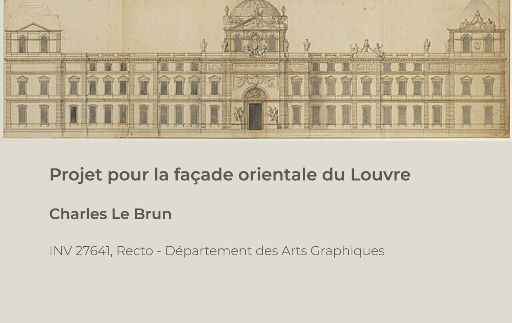 Projet pour la façade orientale du Louvre
Charles Le Brun
INV 27641, Recto - Département des Arts Graphiques